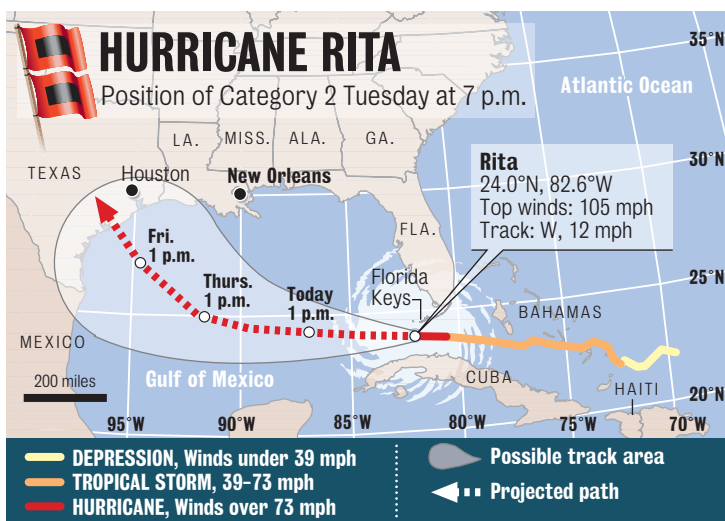 HURRICANE RITA
Position of Category 2 Tuesday at 7 p.m.
35°N
Atlantic Ocean
LA.
MISS.
ALA.
GA.
30°N
TEXAS
Houston
New Orleans
Rita
24.0°N, 82.6°W
Top winds: 105 mph
Track: W, 12 mph
FLA.
Fri.
1 p.m.
Thurs.
1 p.m.
Today
1 p.m.
Florida
Keys
25°N
BAHAMAS
MEXICO
200 miles
Gulf of Mexico
CUBA
HAITI
20°N
95°W
90°W
85°W
80°W
75°W
70°W
DEPRESSION, Winds under 39 mph
TROPICAL STORM, 39–73 mph
HURRICANE, Winds over 73 mph
Possible track area
Projected path